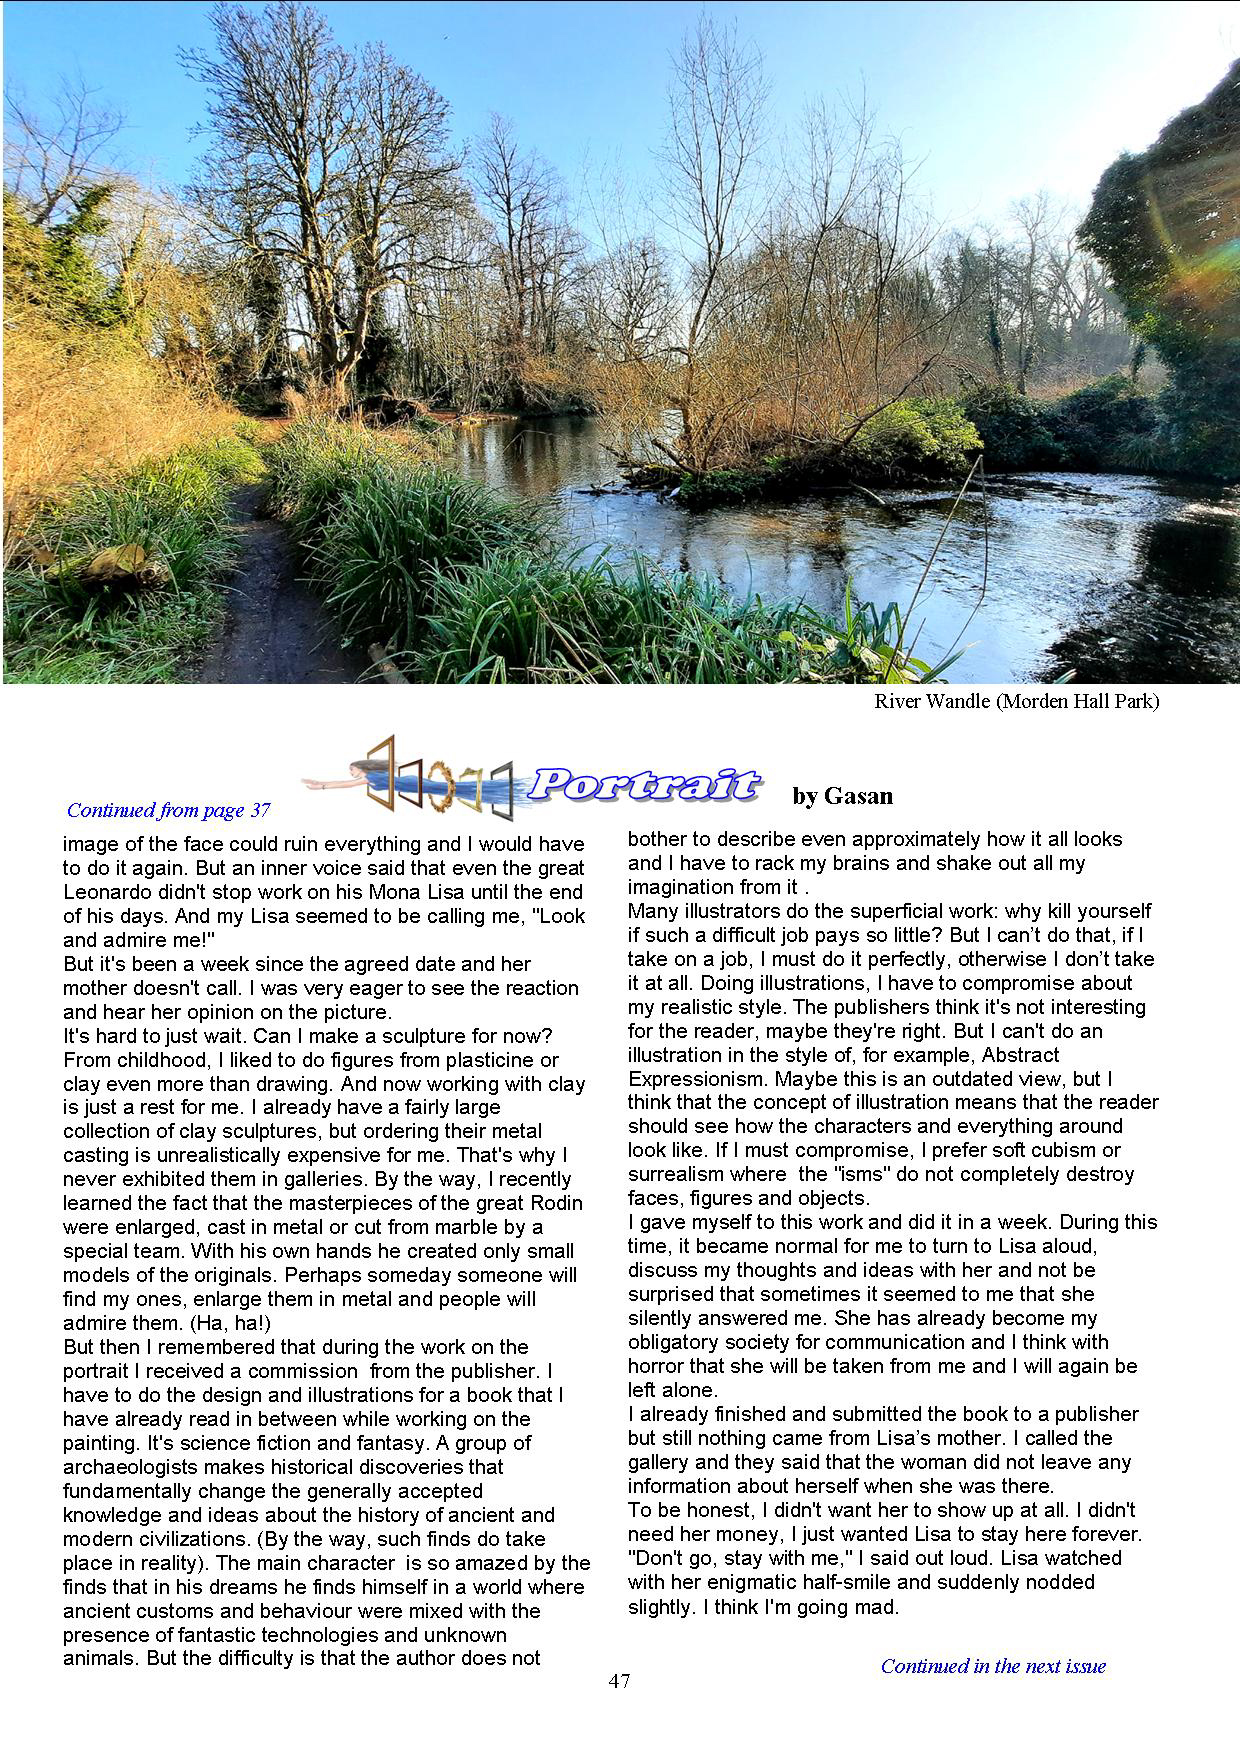 River Wandle (Morden Hall Park)
Portrait
by Gasan
Continued from page 37
image of the face could ruin everything and I would have
to do it again. But an inner voice said that even the great
Leonardo didn't stop work on his Mona Lisa until the end
of his days. And my Lisa seemed to be calling me, "Look
and admire me!"
But it's been a week since the agreed date and her
mother doesn't call. I was very eager to see the reaction
and hear her opinion on the picture.
It's hard to just wait. Can I make a sculpture for now?
From childhood, I liked to do figures from plasticine or
clay even more than drawing. And now working with clay
is just a rest for me. I already have a fairly large
collection of clay sculptures, but ordering their metal
casting is unrealistically expensive for me. That's why I
never exhibited them in galleries. By the way, I recently
learned the fact that the masterpieces of the great Rodin
were enlarged, cast in metal or cut from marble by a
special team. With his own hands he created only small
models of the originals. Perhaps someday someone will
find my ones, enlarge them in metal and people will
admire them. (Ha, ha!)
But then I remembered that during the work on the
portrait I received a commission  from the publisher. I
have to do the design and illustrations for a book that I
have already read in between while working on the
painting. It's science fiction and fantasy. A group of
archaeologists makes historical discoveries that
fundamentally change the generally accepted
knowledge and ideas about the history of ancient and
modern civilizations. (By the way, such finds do take
place in reality). The main character  is so amazed by the
finds that in his dreams he finds himself in a world where
ancient customs and behaviour were mixed with the
presence of fantastic technologies and unknown
animals. But the difficulty is that the author does not
bother to describe even approximately how it all looks
and I have to rack my brains and shake out all my
imagination from it .
Many illustrators do the superficial work: why kill yourself
if such a difficult job pays so little? But I can’t do that, if I
take on a job, I must do it perfectly, otherwise I don’t take
it at all. Doing illustrations, I have to compromise about
my realistic style. The publishers think it's not interesting
for the reader, maybe they're right. But I can't do an
illustration in the style of, for example, Abstract
Expressionism. Maybe this is an outdated view, but I
think that the concept of illustration means that the reader
should see how the characters and everything around
look like. If I must compromise, I prefer soft cubism or
surrealism where  the "isms" do not completely destroy
faces, figures and objects.
I gave myself to this work and did it in a week. During this
time, it became normal for me to turn to Lisa aloud,
discuss my thoughts and ideas with her and not be
surprised that sometimes it seemed to me that she
silently answered me. She has already become my
obligatory society for communication and I think with
horror that she will be taken from me and I will again be
left alone.
I already finished and submitted the book to a publisher
but still nothing came from Lisa’s mother. I called the
gallery and they said that the woman did not leave any
information about herself when she was there.
To be honest, I didn't want her to show up at all. I didn't
need her money, I just wanted Lisa to stay here forever.
"Don't go, stay with me," I said out loud. Lisa watched
with her enigmatic half-smile and suddenly nodded
slightly. I think I'm going mad.
Continued in the next issue
47